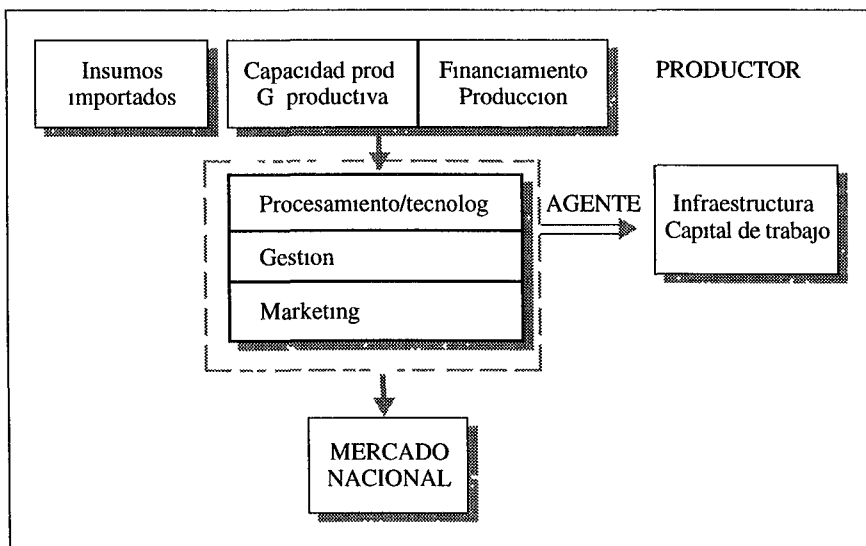 Insumos
importados
Capacidad prod
G productiva
Financiamiento
Produccion
PRODUCTOR
Procesamiento/tecnolog
Gestion
Marketing
AGENTE
Infraestructura
Capital de trabajo
MERCADO
NACIONAL